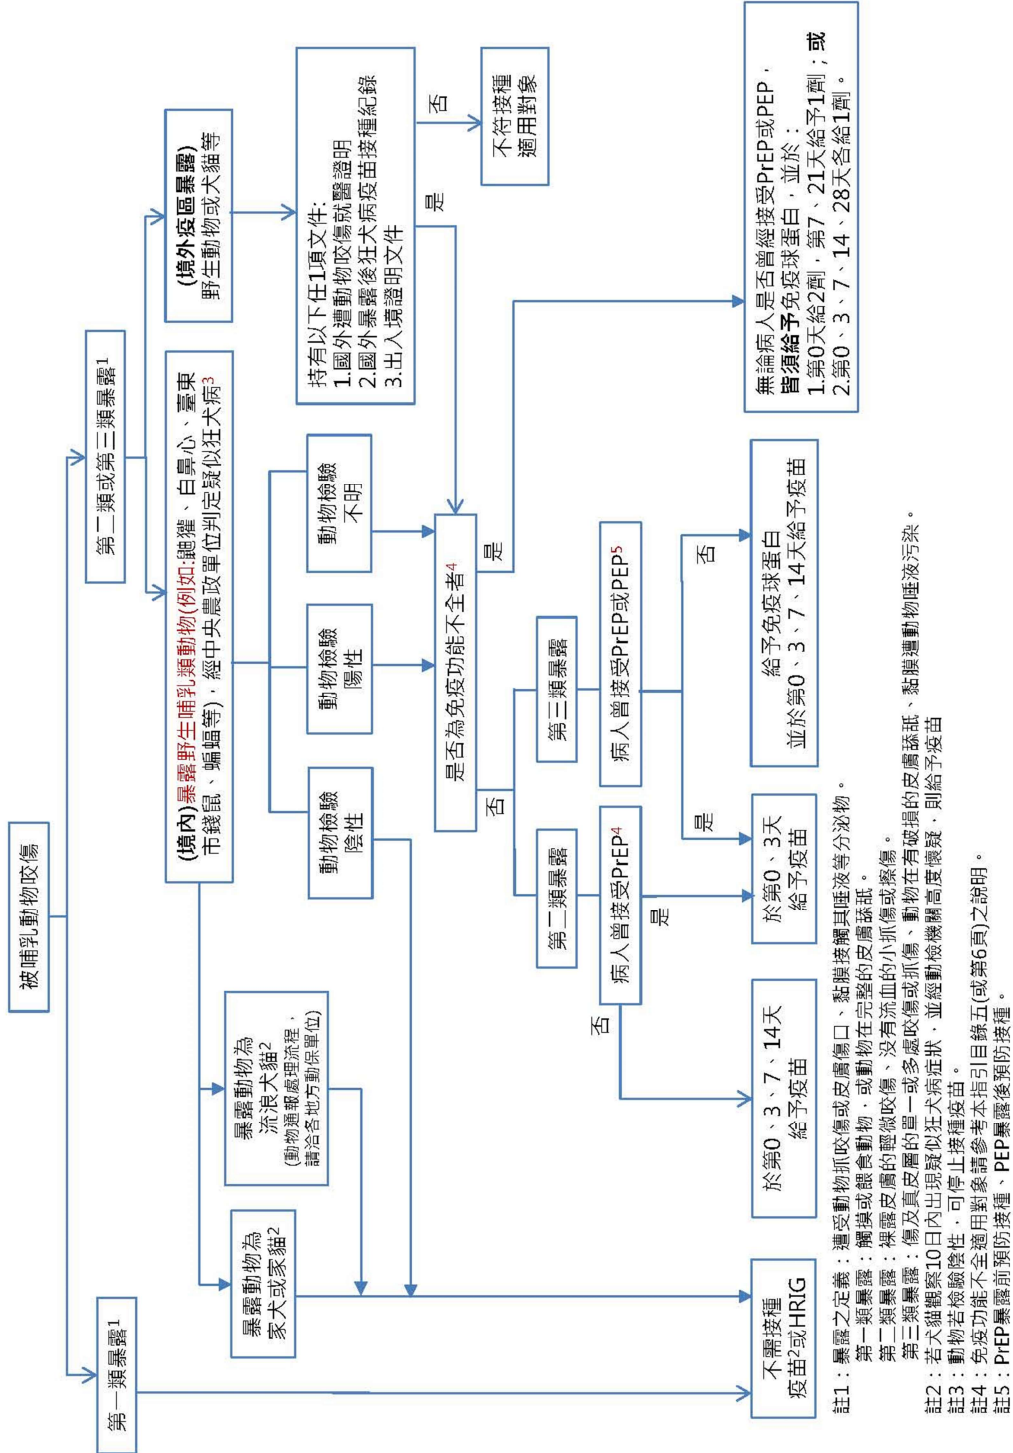 被哺乳動物咬傷
第一類暴露1
第二類或第三類暴露1
暴露動物為
家犬或家貓2
暴露動物為
流浪犬貓2
(動物通報處理流程,
請洽各地方動保單位)
(境內)暴露野生哺乳類動物(例如:鼬獾、白鼻心、臺東
市錢鼠、蝙蝠等),經中央農政單位判定疑似狂犬病3
(境外疫區暴露)
野生動物或犬貓等
動物檢驗
陰性
動物檢驗
陽性
動物檢驗
不明
持有以下任1項文件:
1.國外遭動物咬傷就醫證明
2.國外暴露後狂犬病疫苗接種紀錄
3.出入境證明文件
是
否
不符接種
適用對象
是否為免疫功能不全者4
否
是
第二類暴露
第三類暴露
病人曾接受PrEP4
病人曾接受PrEP或PEP5
否
是
是
否
不需接種
疫苗2或HRIG
於第0、3、7、14天
給予疫苗
於第0、3天
給予疫苗
給予免疫球蛋白
並於第0、3、7、14天給予疫苗
無論病人是否曾經接受PrEP或PEP,
皆須給予免疫球蛋白,並於:
1.第0天給2劑,第7、21天給予1劑;或
2.第0、3、7、14、28天各給1劑。
註1:暴露之定義:遭受動物抓咬傷或皮膚傷口、黏膜接觸其唾液等分泌物。
第一類暴露:觸摸或餵食動物,或動物在完整的皮膚舔舐。
第二類暴露:裸露皮膚的輕微咬傷、沒有流血的小抓傷或擦傷。
第三類暴露:傷及真皮層的單一或多處咬傷或抓傷、動物在有破損的皮膚舔舐、黏膜遭動物唾液污染。
註2:若犬貓觀察10日內出現疑似狂犬病症狀,並經動檢機關高度懷疑,則給予疫苗
註3:動物若檢驗陰性,可停止接種疫苗。
註4:免疫功能不全適用對象請參考本指引目錄五(或第6頁)之說明。
註5:PrEP暴露前預防接種、PEP暴露後預防接種。